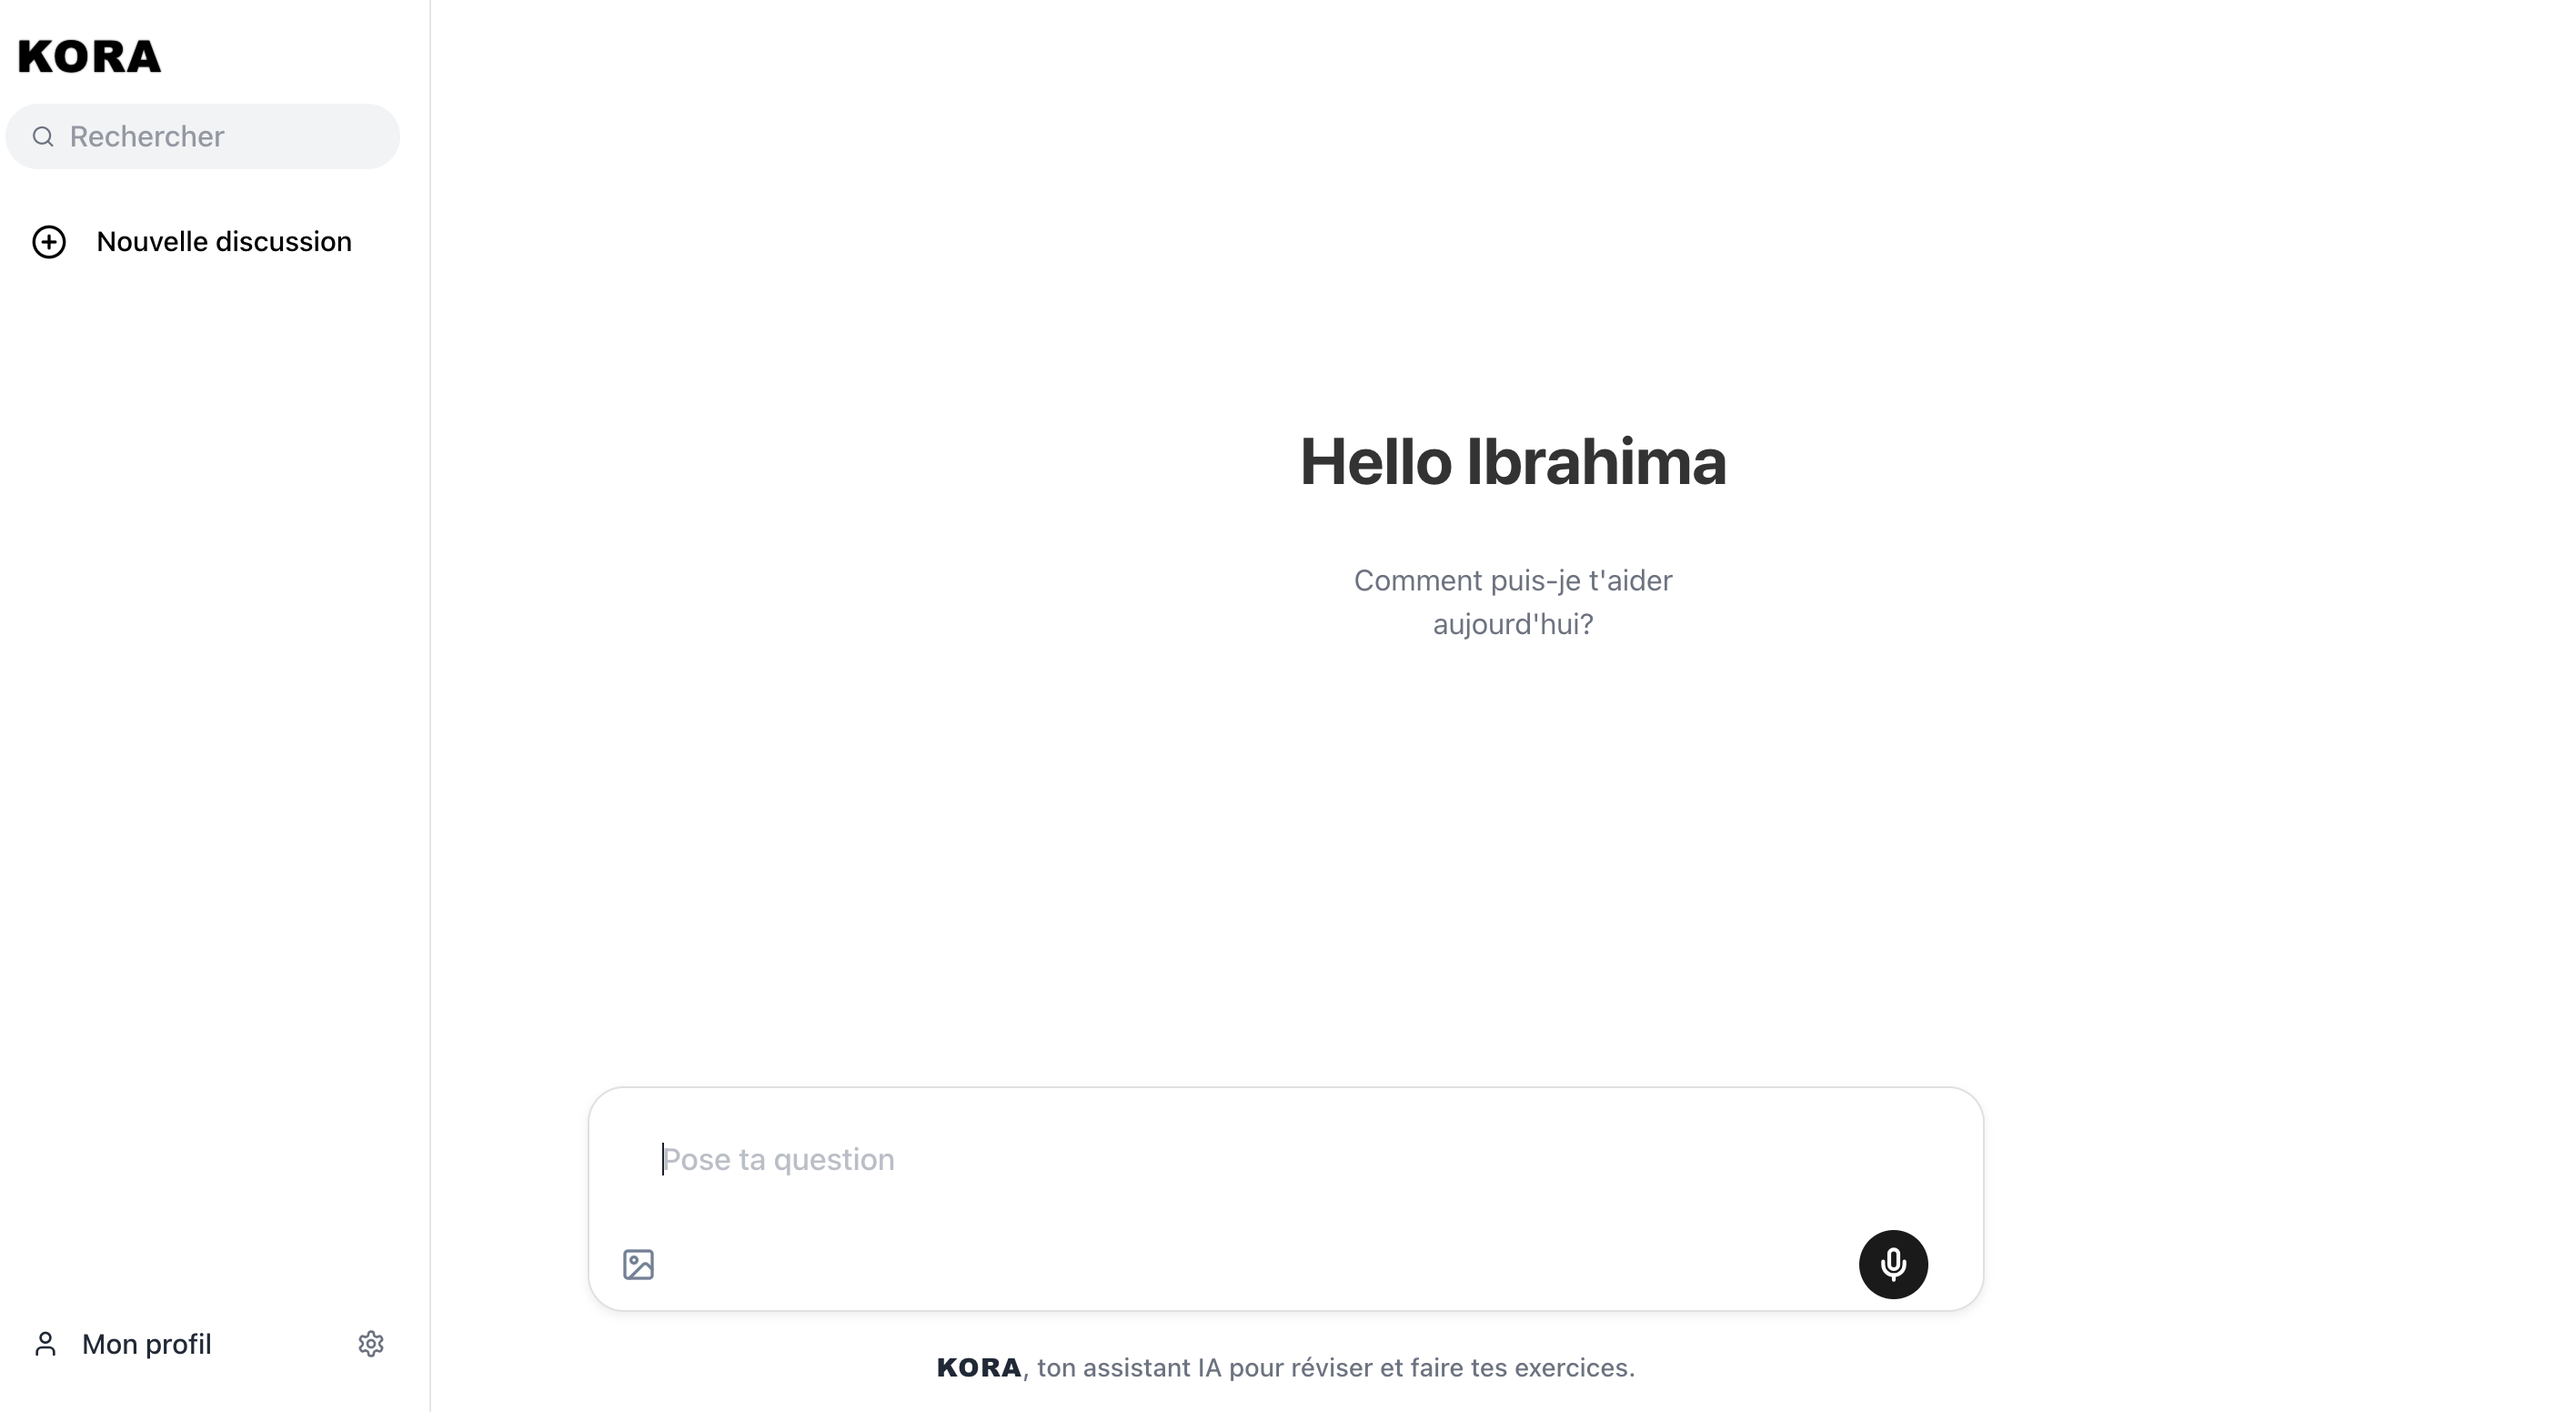 KORA
Rechercher
Nouvelle discussion
Hello Ibrahima
Comment puis-je t'aider
aujourd'hui?
Pose ta question
Mon profil
KORA, ton assistant IA pour réviser et faire tes exercices.